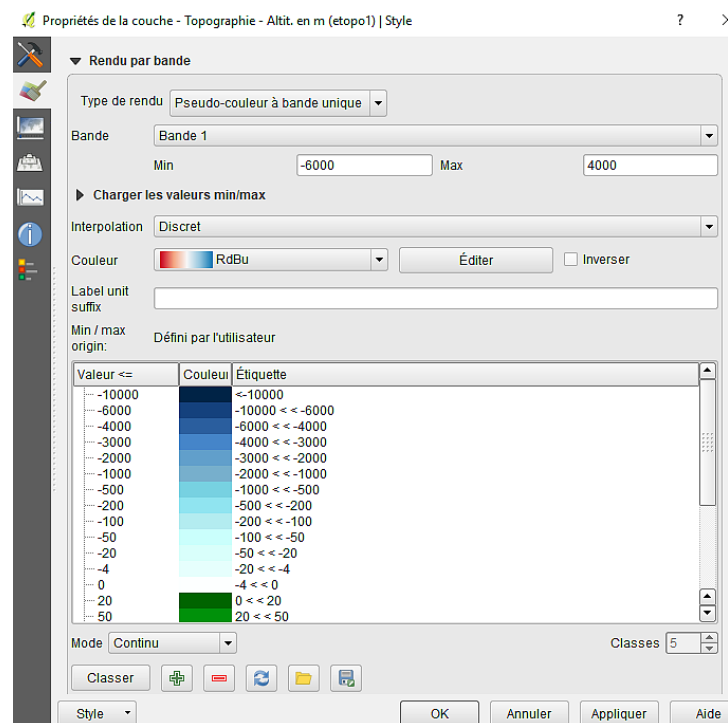 Propriétés de la couche - Topographie - Altit. en m (etopo1) | Style ?
Rendu par bande
Type de rendu Pseudo-couleur à bande unique
Bande Bande 1
Min -6000 Max 4000
Charger les valeurs min/max
Interpolation Discret
Couleur RdBu Éditer Inverser
Label unit
suffix
Min / max
origin: Défini par l'utilisateur
Valeur <= Couleur Étiquette
-10000 <-10000
-6000 -10000 < <-6000
-4000 -6000 < <-4000
-3000 -4000 < <-3000
-2000 -3000 < <-2000
-1000 -2000 < <-1000
-500 -1000 < <-500
-200 -500 < <-200
-100 -200 < <-100
-50 -100 < <-50
-20 -50 < <-20
-4 -20 < <-4
0 -4 < < 0
20 0 < < 20
50 20 < < 50
Mode Continu Classes 5
Classer
Style OK Annuler Appliquer Aide